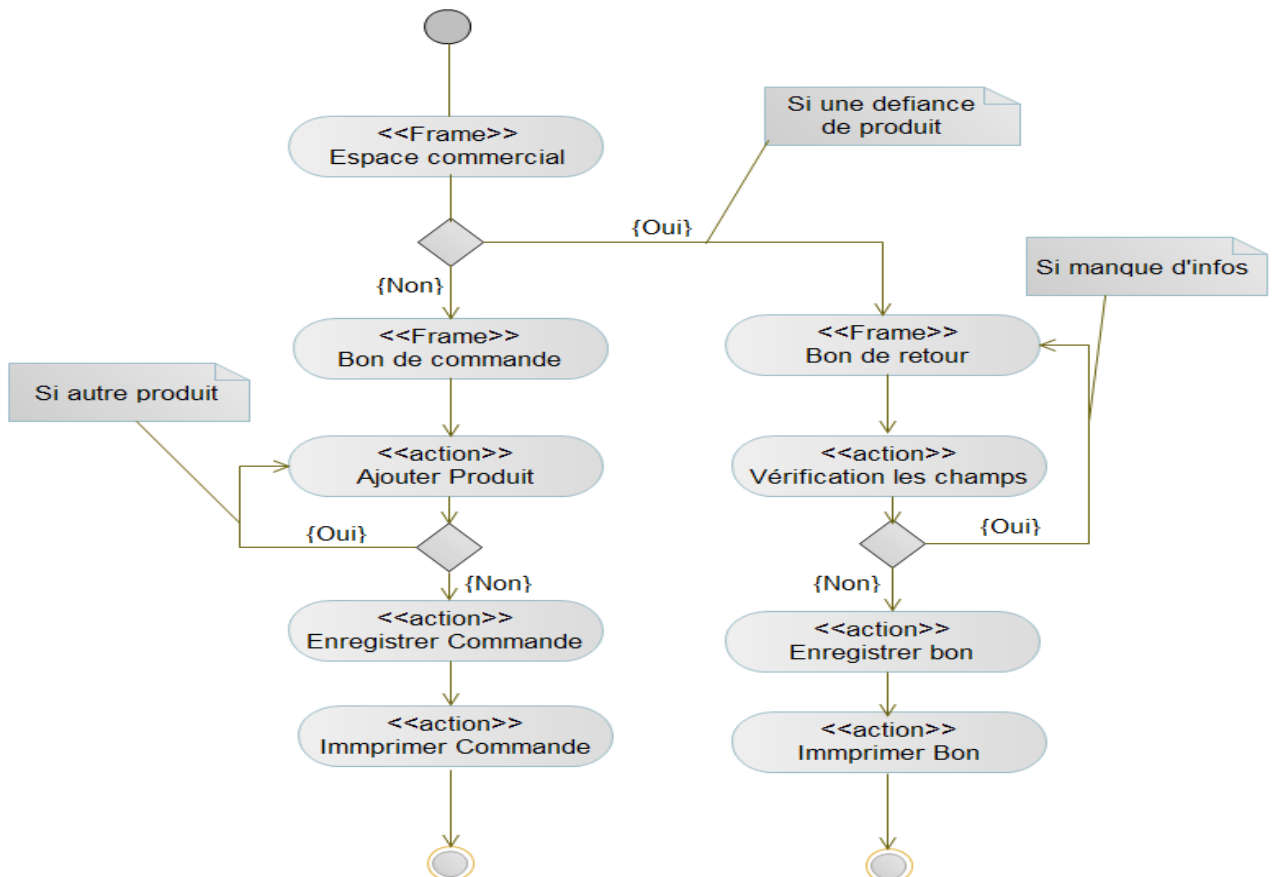 Si une defiance
de produit
<<Frame>>
Espace commercial
{Oui}
Si manque d'infos
{Non}
<<Frame>>
Bon de commande
<<Frame>>
Bon de retour
Si autre produit
<<action>>
Ajouter Produit
<<action>>
Vérification les champs
{Oui}
{Oui}
{Non}
{Non}
<<action>>
Enregistrer Commande
<<action>>
Enregistrer bon
<<action>>
Immprimer Commande
<<action>>
Immprimer Bon